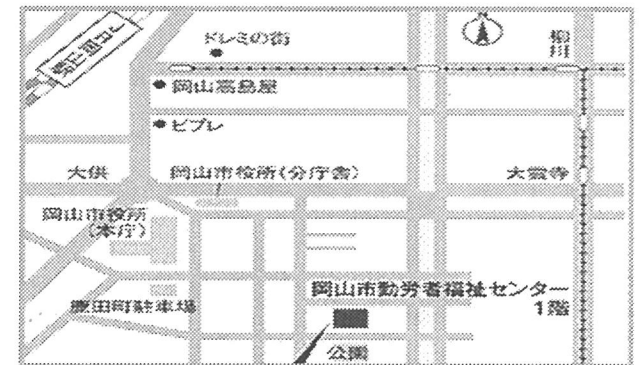 JR岡山駅
ドレミの街
柳川
N
岡山高島屋
ビブレ
大供
岡山市役所(分庁舎)
大雲寺
岡山市役所
(本庁)
岡山市勤労者福祉センター
1階
鹿田町駐車場
公園